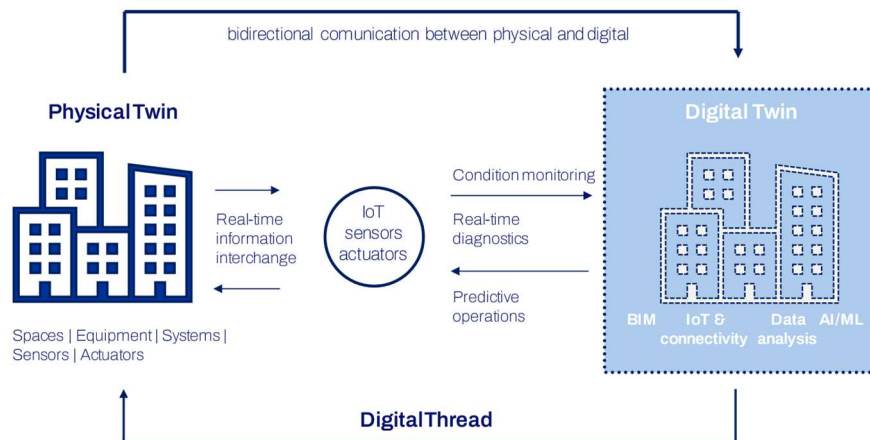 bidirectional comunication between physical and digital
Physical Twin
Digital Twin
Real-time
information
interchange
IoT
sensors
actuators
Condition monitoring
Real-time
diagnostics
Predictive
operations
BIM
IoT &
connectivity
Data
analysis
AI/ML
Spaces | Equipment | Systems |
Sensors | Actuators
Digital Thread